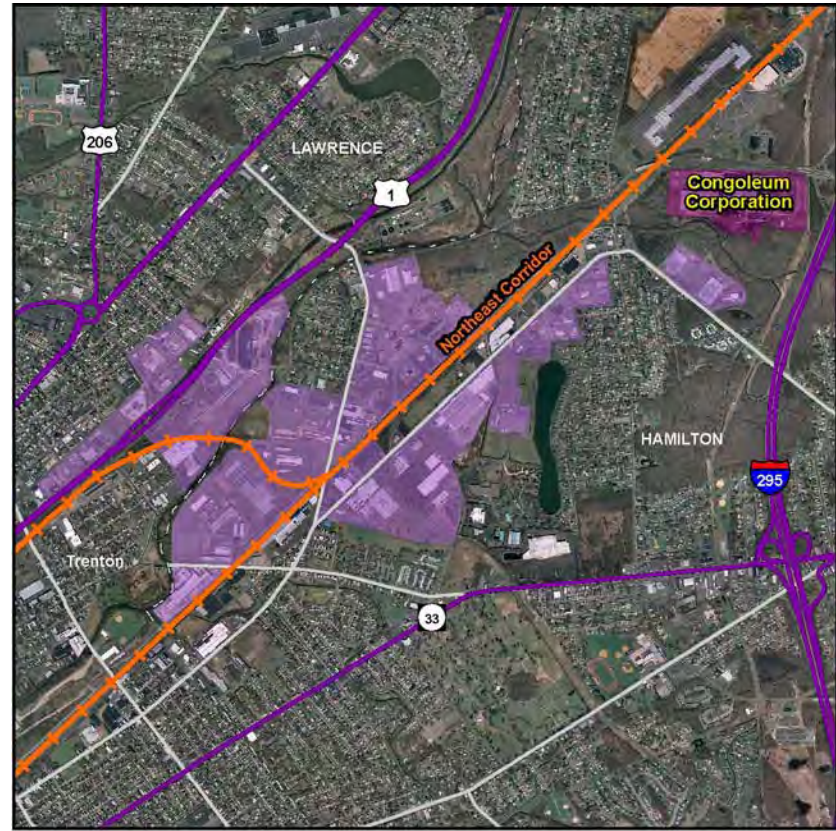 206
LAWRENCE
1
Congoleum
Corporation
Northeast Corridor
HAMILTON
295
Trenton
33